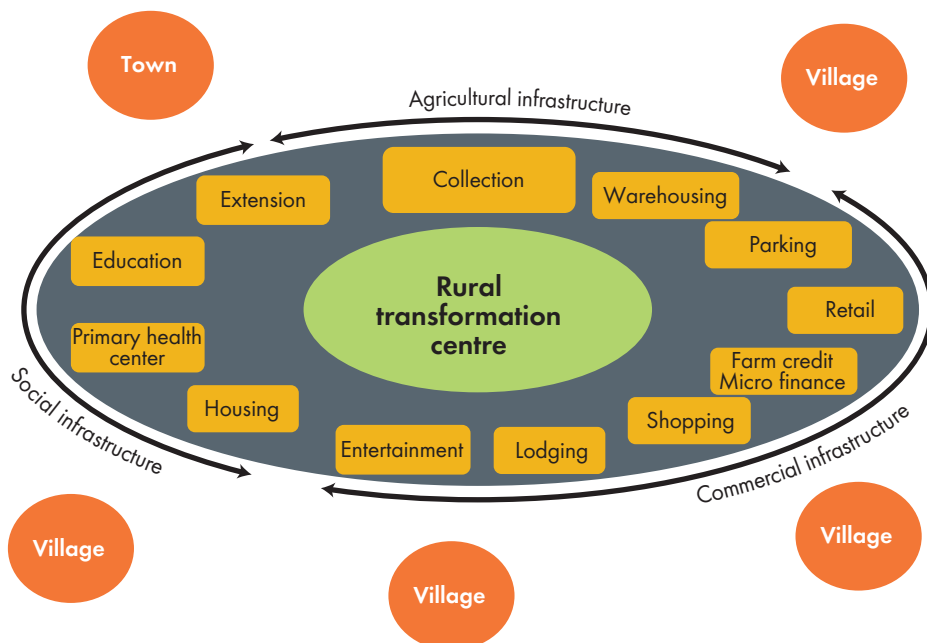 Town
Village
Agricultural infrastructure
Collection
Extension
Warehousing
Parking
Education
Rural
transformation
centre
Retail
Primary health
center
Farm credit
Micro finance
Housing
Shopping
Entertainment
Lodging
Social infrastructure
Commercial infrastructure
Village
Village
Village